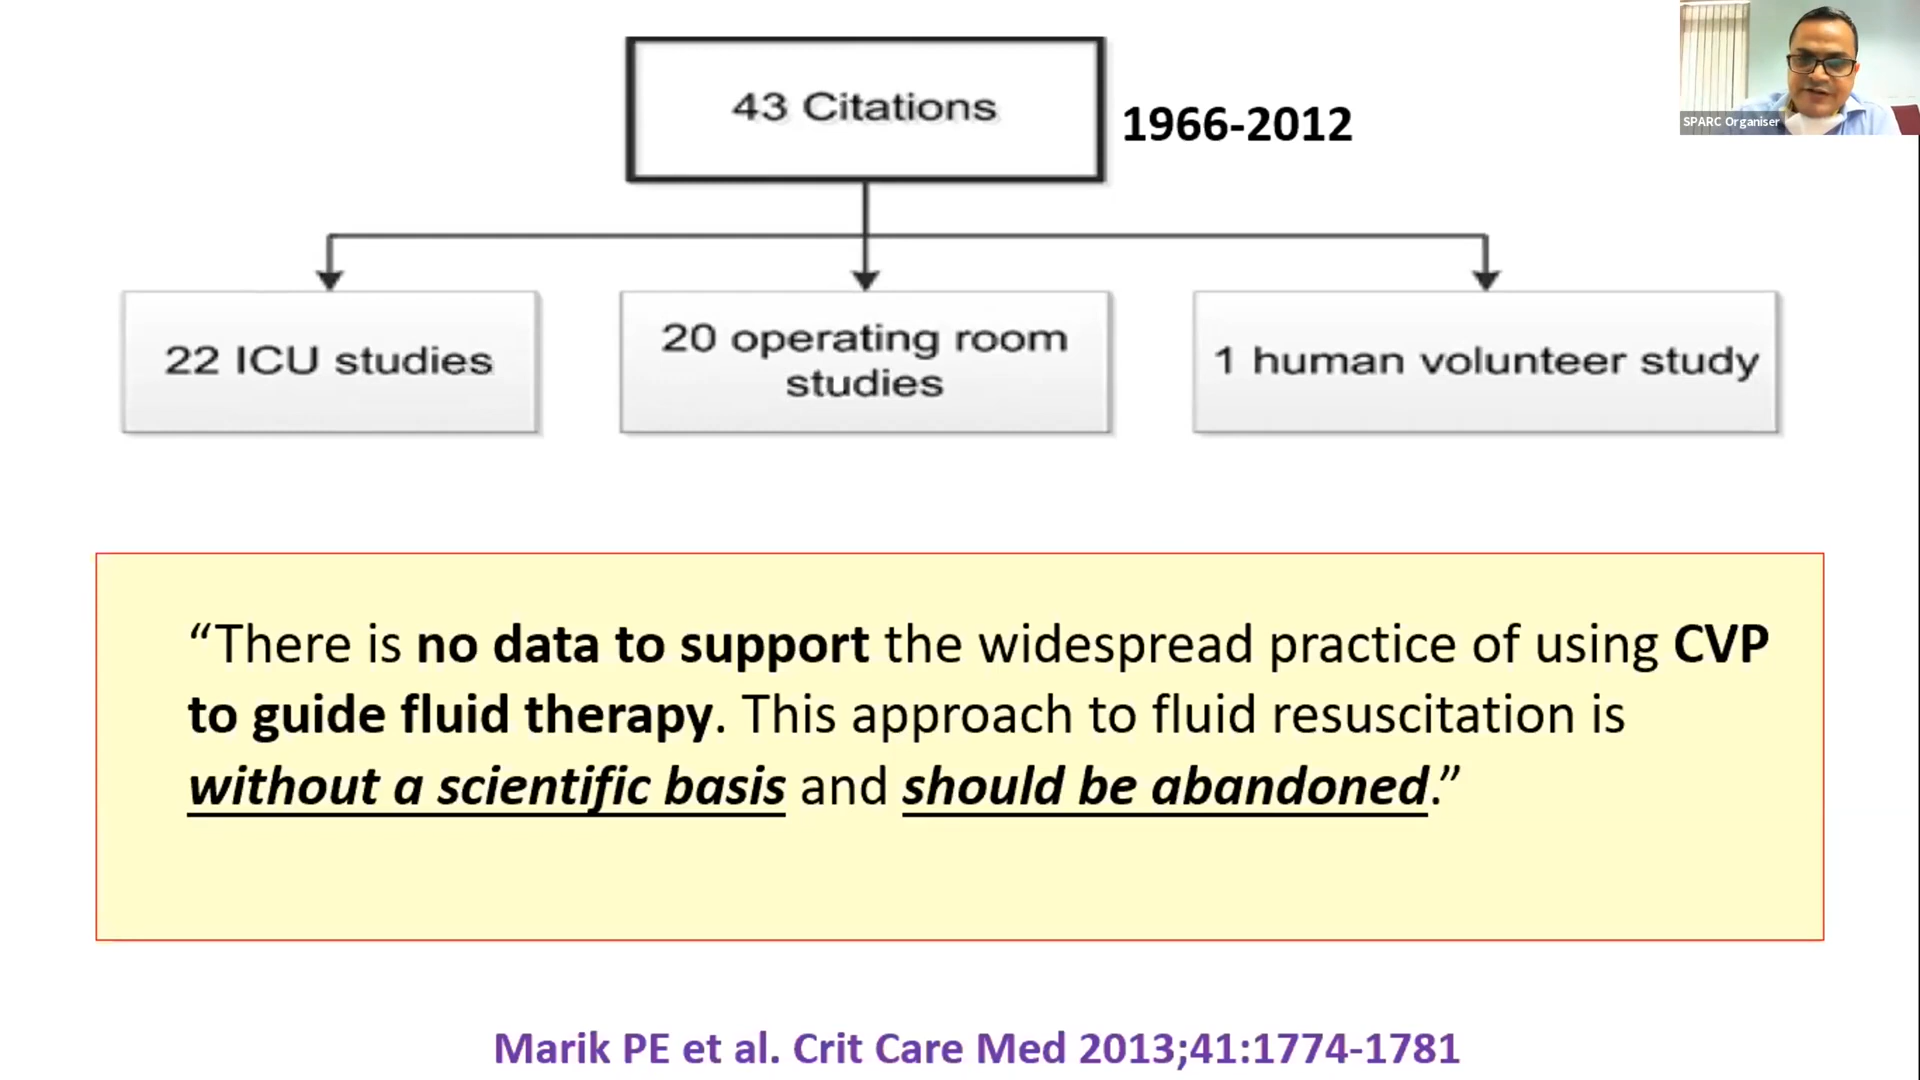 43 Citations
1966-2012
SPARC Organiser
22 ICU studies
20 operating room
studies
1 human volunteer study
“There is no data to support the widespread practice of using CVP
to guide fluid therapy. This approach to fluid resuscitation is
without a scientific basis and should be abandoned.”
Marik PE et al. Crit Care Med 2013;41:1774-1781